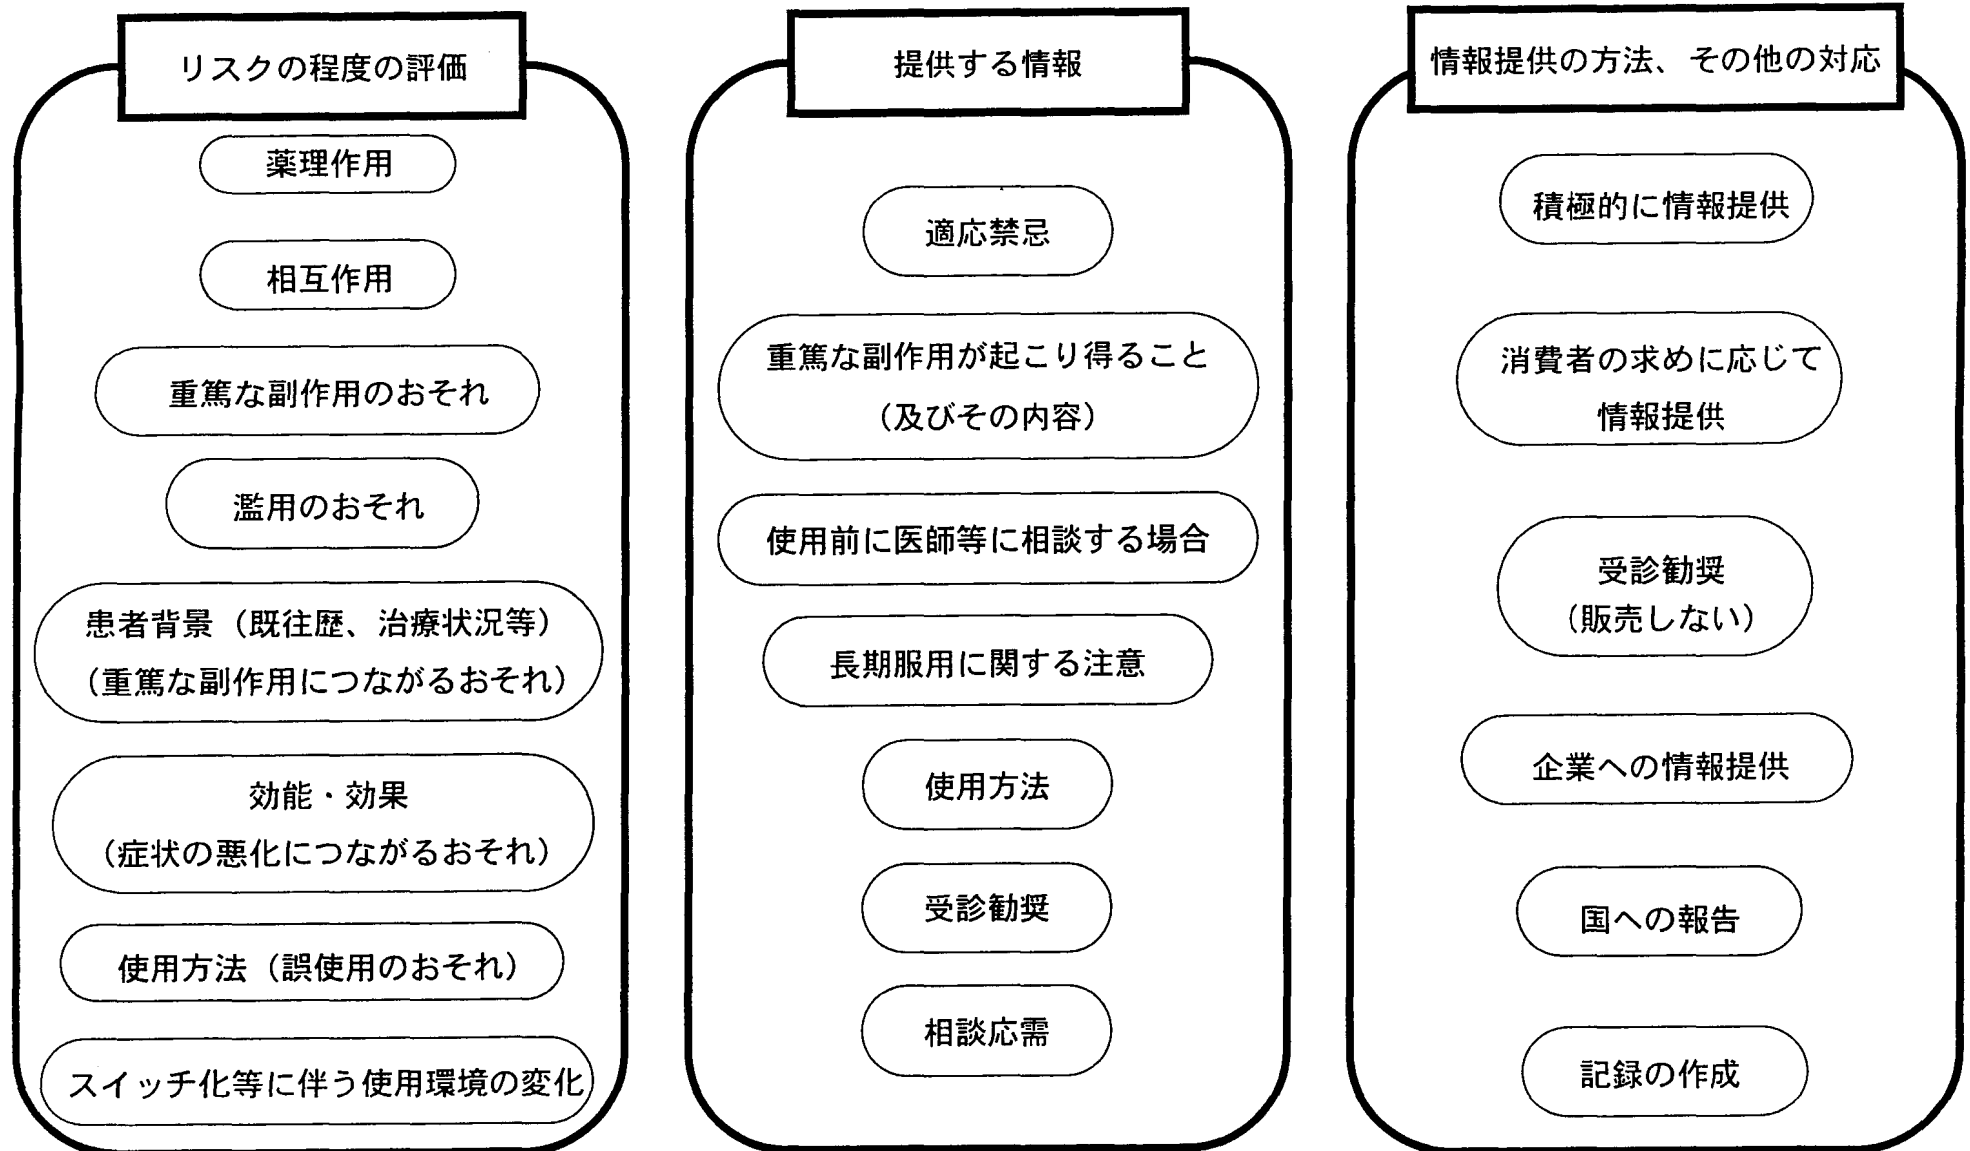 リスクの程度の評価
薬理作用
相互作用
重篤な副作用のおそれ
濫用のおそれ
患者背景（既往歴、治療状況等）
（重篤な副作用につながるおそれ）
効能・効果
（症状の悪化につながるおそれ）
使用方法（誤使用のおそれ）
スイッチ化等に伴う使用環境の変化
提供する情報
適応禁忌
重篤な副作用が起こり得ること
（及びその内容）
使用前に医師等に相談する場合
長期服用に関する注意
使用方法
受診勧奨
相談応需
情報提供の方法、その他の対応
積極的に情報提供
消費者の求めに応じて
情報提供
受診勧奨
（販売しない）
企業への情報提供
国への報告
記録の作成